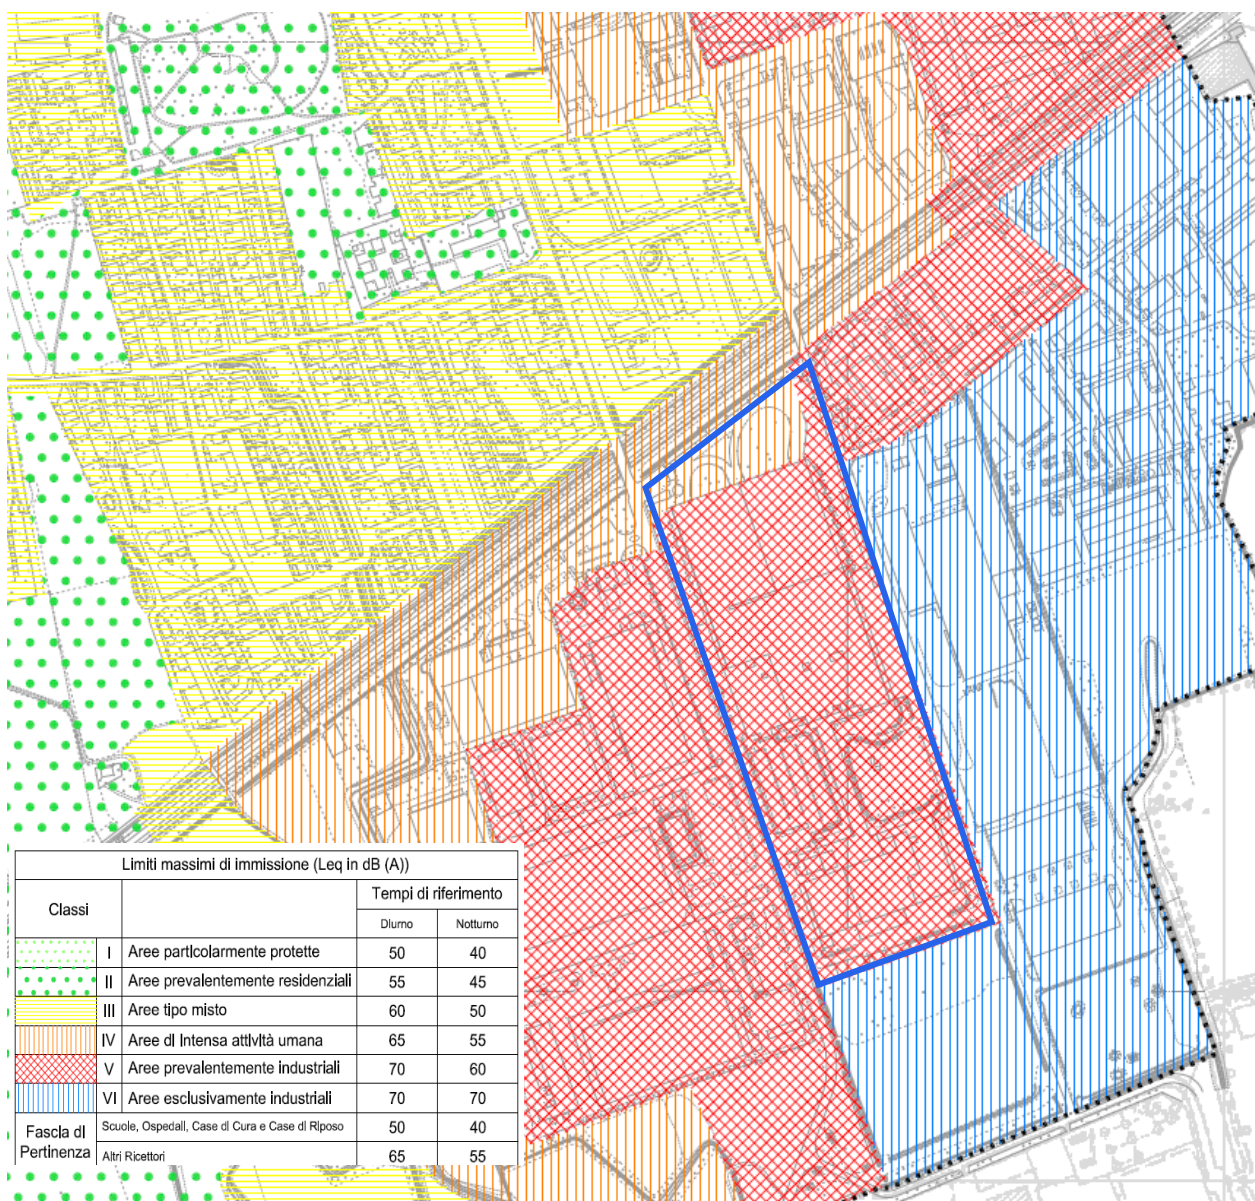 Limiti massimi di immissione (Leq in dB (A))
Classi
Tempi di riferimento
Diurno Notturno
I Aree particolarmente protette 50 40
II Aree prevalentemente residenziali 55 45
III Aree tipo misto 60 50
IV Aree di Intensa attività umana 65 55
V Aree prevalentemente industriali 70 60
VI Aree esclusivamente industriali 70 70
Fascia di Pertinenza
Scuole, Ospedali, Case di Cura e Case di Riposo 50 40
Altri Ricettori 65 55